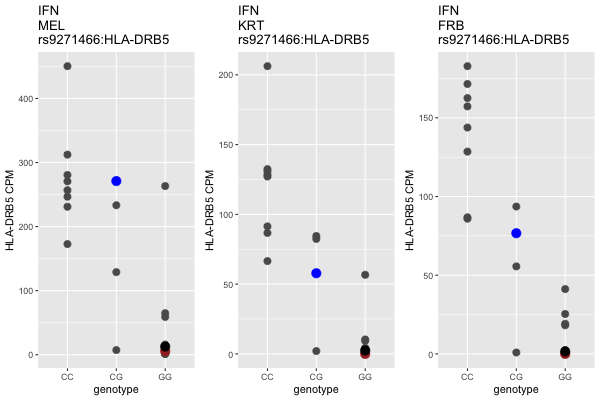 IFN
MEL
rs9271466:HLA-DRB5
HLA-DRB5 CPM
400
300
200
100
0
CC CG GG
genotype
IFN
KRT
rs9271466:HLA-DRB5
HLA-DRB5 CPM
200
150
100
50
0
CC CG GG
genotype
IFN
FRB
rs9271466:HLA-DRB5
HLA-DRB5 CPM
150
100
50
0
CC CG GG
genotype